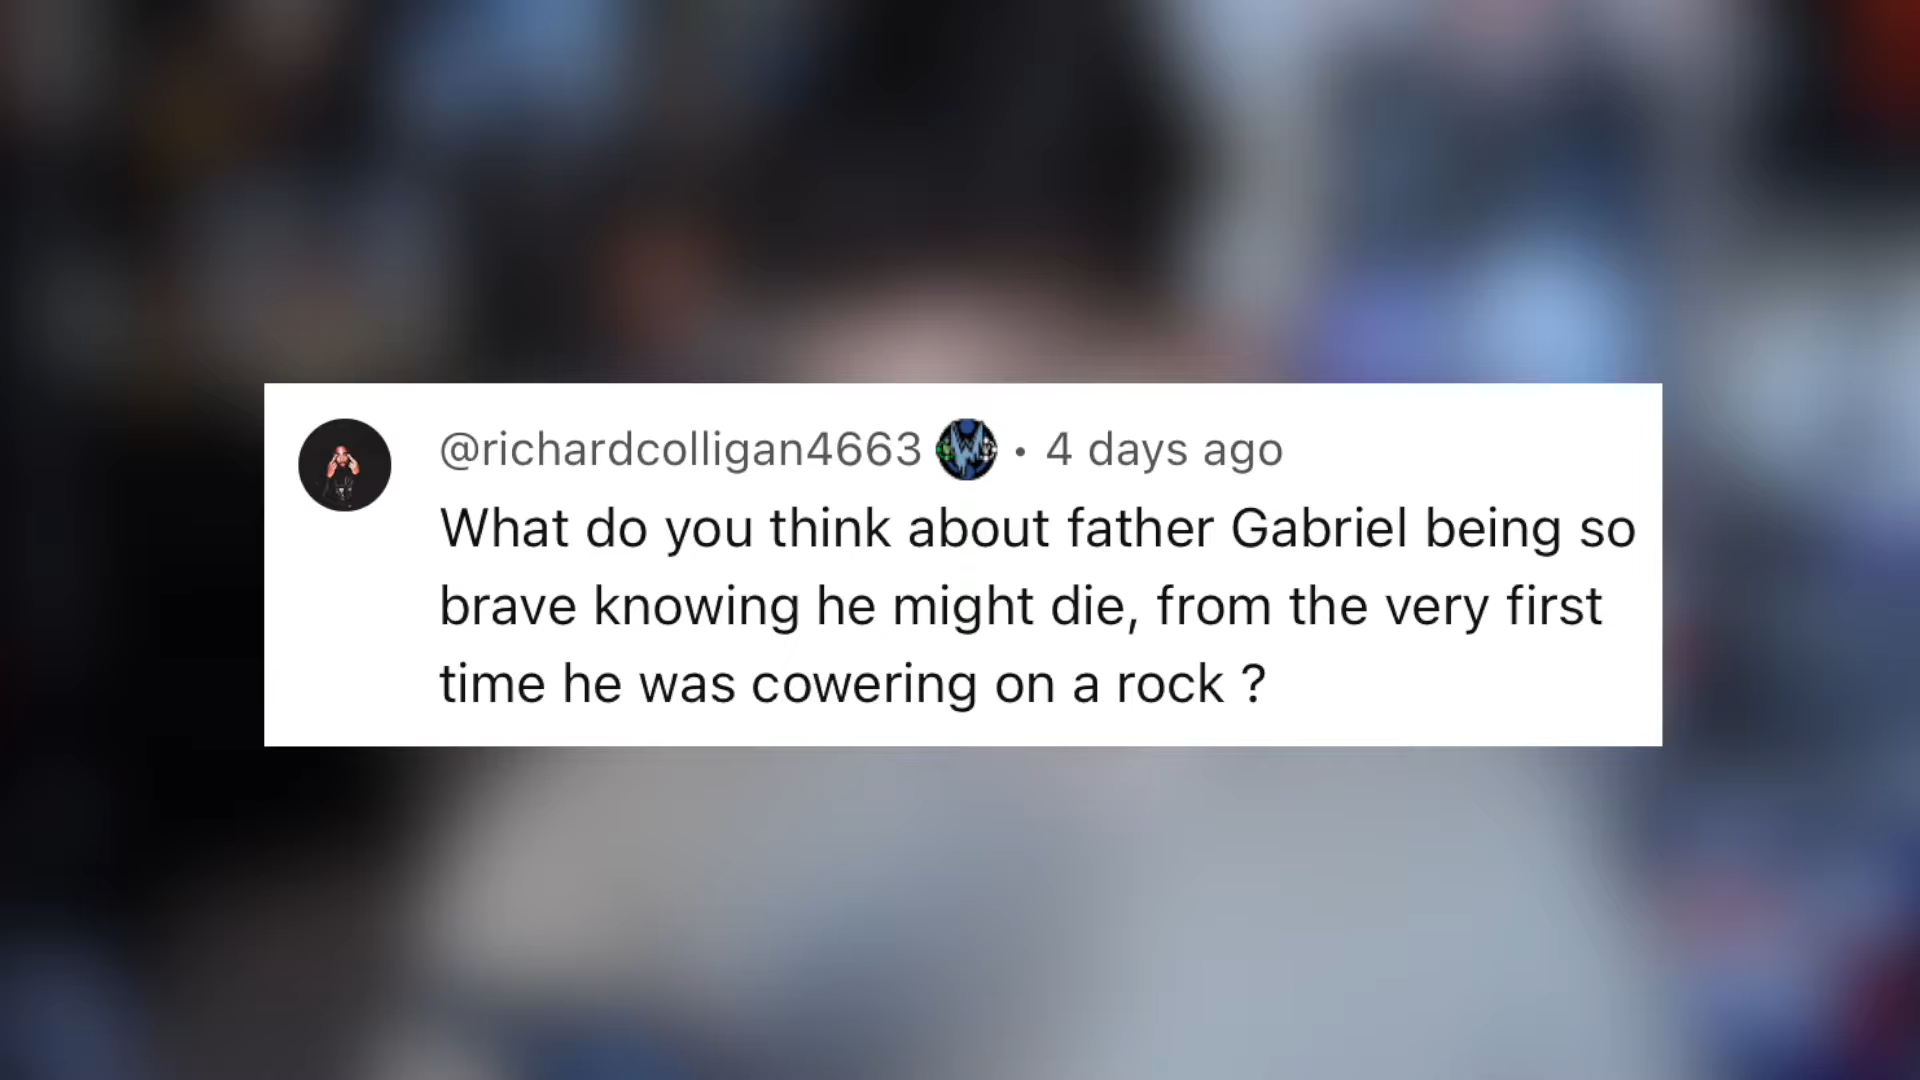 @richardcolligan4663 • 4 days ago
What do you think about father Gabriel being so
brave knowing he might die, from the very first
time he was cowering on a rock ?